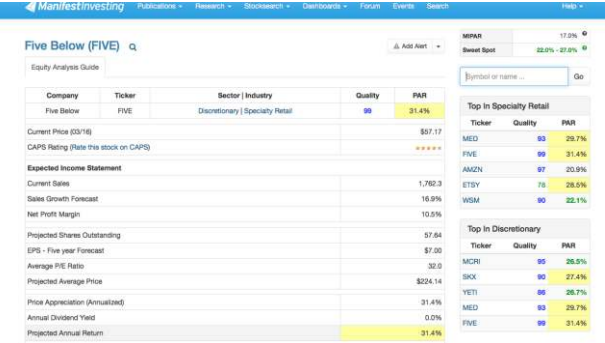 ManifestInvesting Publications Research Stocksearch Dashboards Forum Events Search Help
Five Below (FIVE)
Add Alert
Equity Analysis Guide
Company Ticker Sector | Industry Quality PAR
Five Below FIVE Discretionary | Specialty Retail 99 31.4%
Current Price (03/16) $57.17
CAPS Rating (Rate this stock on CAPS) *****
Expected Income Statement
Current Sales 1,762.3
Sales Growth Forecast 16.9%
Net Profit Margin 10.5%
Projected Shares Outstanding 57.64
EPS - Five year Forecast $7.00
Average P/E Ratio 32.0
Projected Average Price $224.14
Price Appreciation (Annualized) 31.4%
Annual Dividend Yield 0.0%
Projected Annual Return 31.4%
MIPAR 17.0%
Sweet Spot 22.0% - 27.0%
Symbol or name ... Go
Top In Specialty Retail
Ticker Quality PAR
MED 93 29.7%
FIVE 99 31.4%
AMZN 97 20.9%
ETSY 78 28.5%
WSM 90 22.1%
Top In Discretionary
Ticker Quality PAR
MCRI 95 26.5%
SKX 90 27.4%
YETI 86 26.7%
MED 93 29.7%
FIVE 99 31.4%